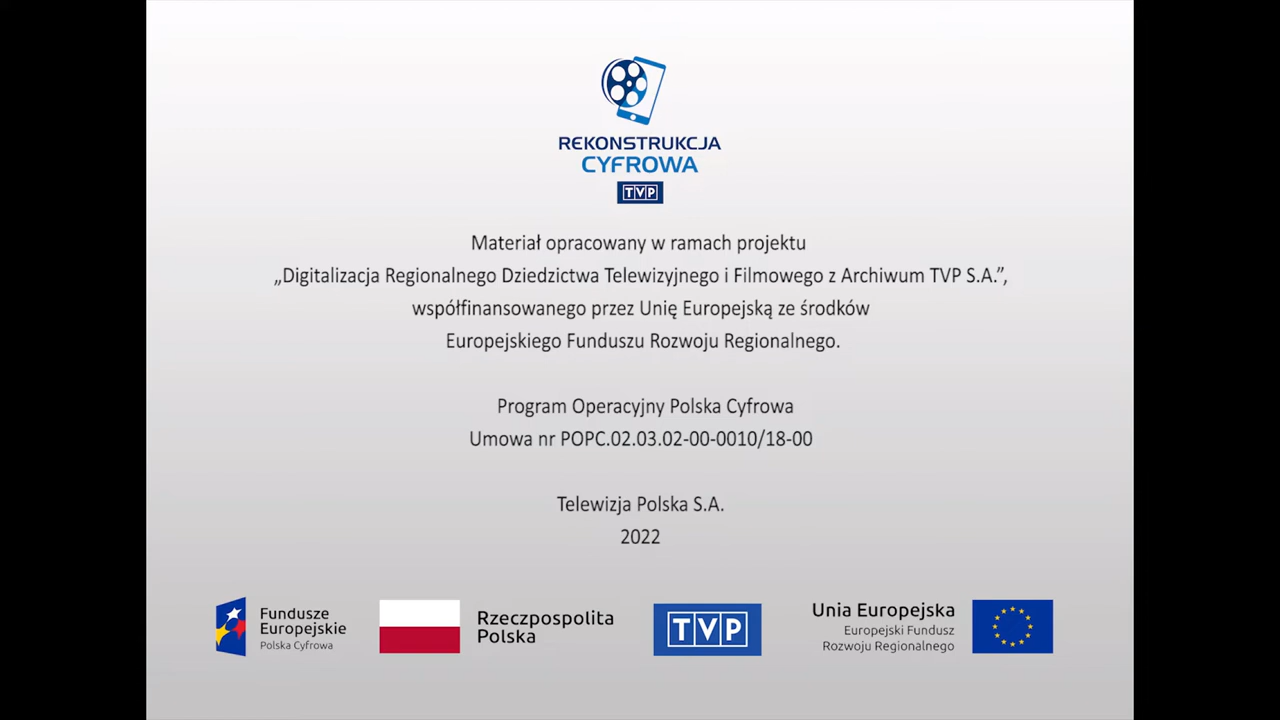 REKONSTRUKCJA
CYFROWA
TVP
Materiał opracowany w ramach projektu
„Digitalizacja Regionalnego Dziedzictwa Telewizyjnego i Filmowego z Archiwum TVP S.A.”,
współfinansowanego przez Unię Europejską ze środków
Europejskiego Funduszu Rozwoju Regionalnego.
Program Operacyjny Polska Cyfrowa
Umowa nr POPC.02.03.02-00-0010/18-00
Telewizja Polska S.A.
2022
Fundusze
Europejskie
Polska Cyfrowa
Rzeczpospolita
Polska
TVP
Unia Europejska
Europejski Fundusz
Rozwoju Regionalnego